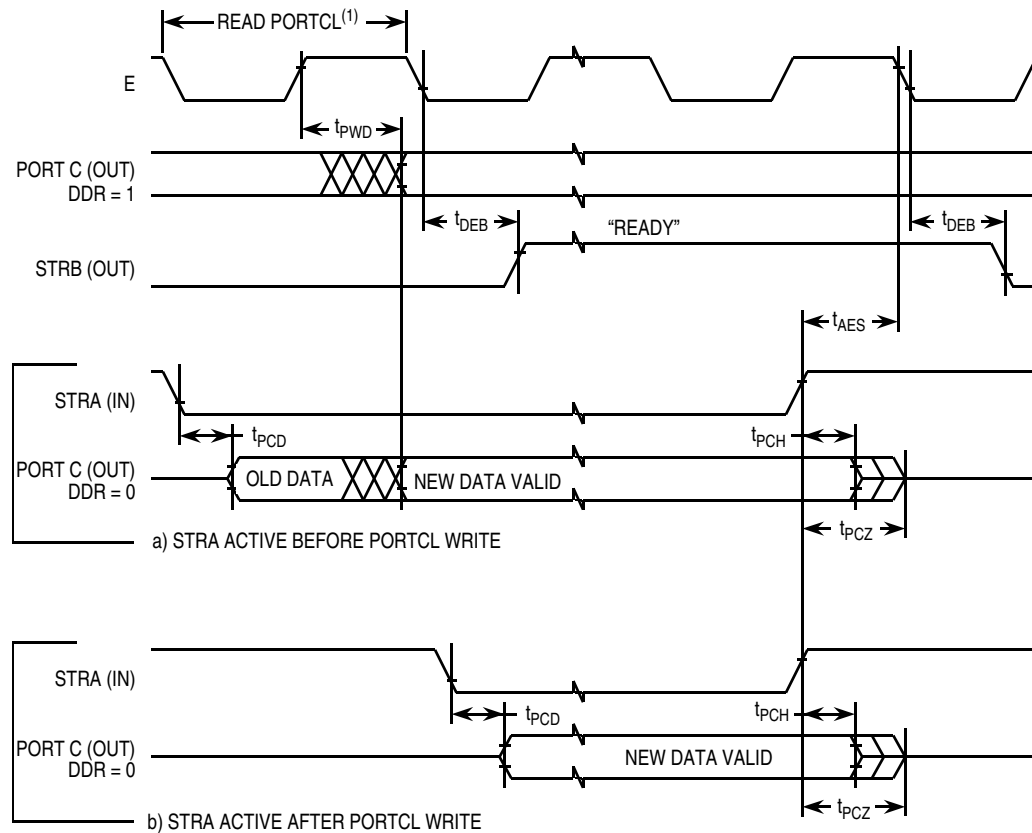 READ PORTCL(1)
E
tPWD
PORT C (OUT)
DDR = 1
tDEB
"READY"
tDEB
STRB (OUT)
tAES
STRA (IN)
tPCD
tPCH
PORT C (OUT)
DDR = 0
OLD DATA
NEW DATA VALID
tPCZ
a) STRA ACTIVE BEFORE PORTCL WRITE
STRA (IN)
tPCD
tPCH
PORT C (OUT)
DDR = 0
NEW DATA VALID
tPCZ
b) STRA ACTIVE AFTER PORTCL WRITE